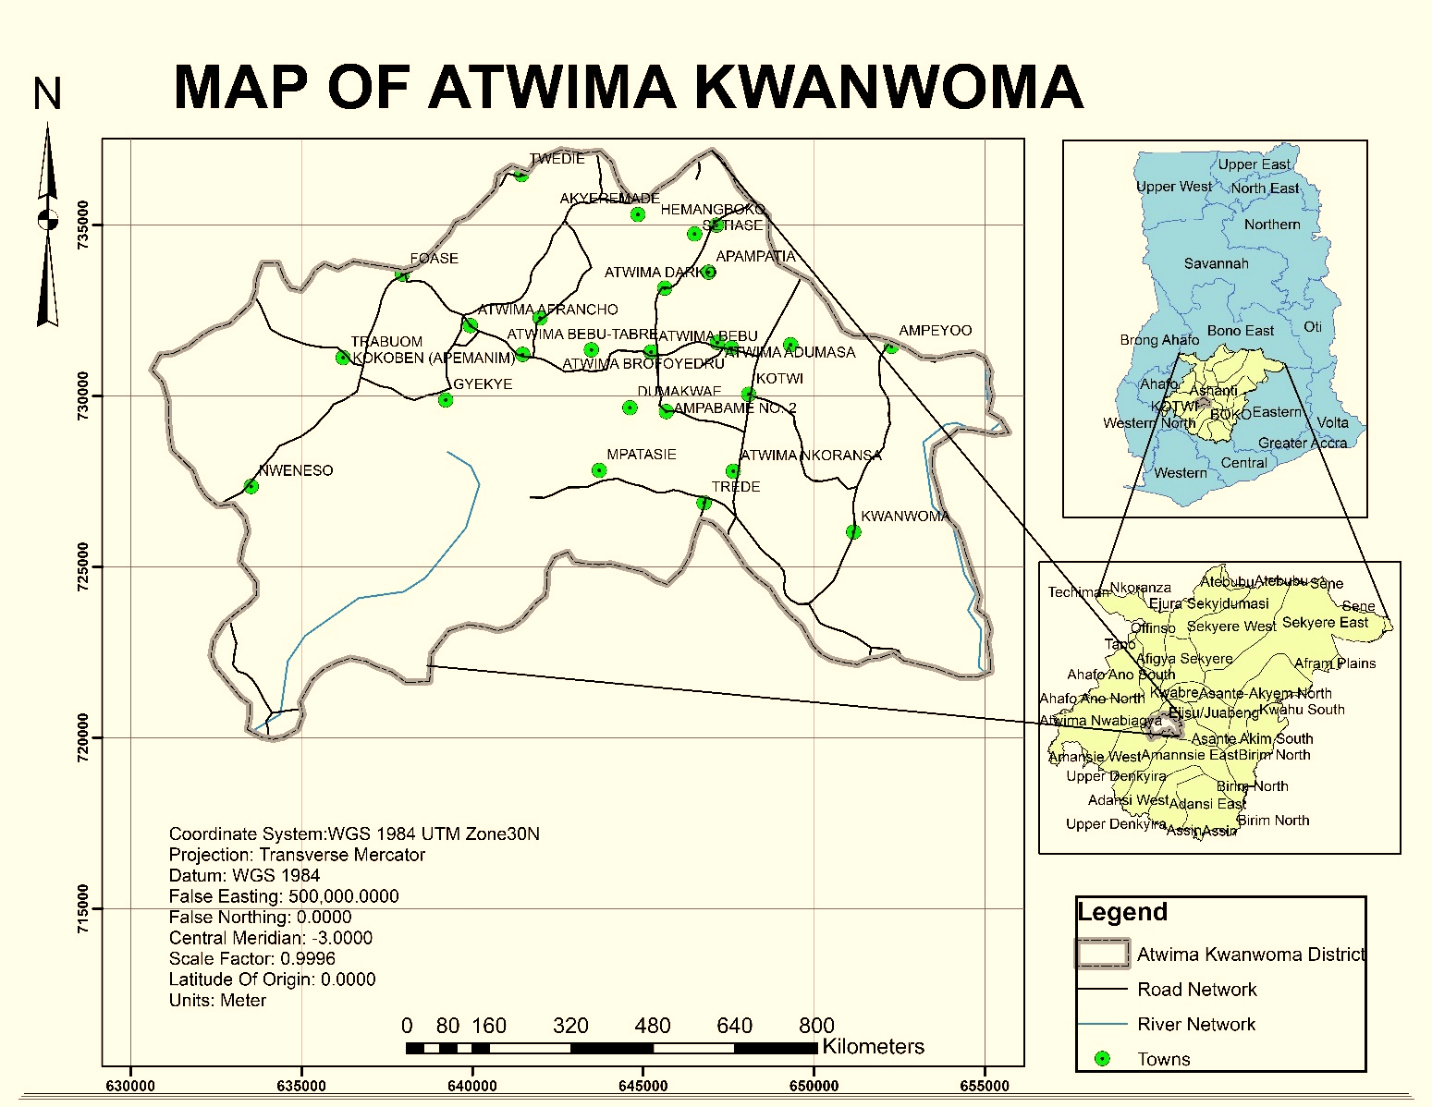 MAP OF ATWIMA KWANWOMA
N
735000
730000
725000
720000
715000
630000
635000
640000
645000
650000
655000
TWEDIE
AKYEREMADE
HEMANGBOKO
SETIASE
FOASE
APAMPATIA
ATWIMA DARKO
ATWIMA AFRANCHO
AMPEYOO
ATWIMA BEBU-TABRE
ATWIMA BEBU
TRABUOM
KOKOBEN (APEMANIM)
ATWIMA ADUMASA
ATWIMA BROFOYEDRU
GYEKYE
KOTWI
DUMAKWAE
AMPABAME NO. 2
MPATASIE
ATWIMA NKORANSA
NWENESO
TREDE
KWANWOMA
Coordinate System:WGS 1984 UTM Zone30N
Projection: Transverse Mercator
Datum: WGS 1984
False Easting: 500,000.0000
False Northing: 0.0000
Central Meridian: -3.0000
Scale Factor: 0.9996
Latitude Of Origin: 0.0000
Units: Meter
0 80 160 320 480 640 800
Kilometers
Upper East
Upper West
North East
Northern
Savannah
Oti
Bono East
Brong Ahafo
Ahafo
Ashanti
KOTWI
BOKO
Eastern
Western North
Volta
Greater Accra
Central
Western
Techiman
Nkoranza
Atebubu
Atebubu
Sene
Ejura Sekyidumasi
Sene
Offinso
Sekyere West
Sekyere East
Tano
Afigya Sekyere
Afram Plains
Ahafo Ano South
Ahafo Ano North
Kwabre
Asante-Akyem North
Atwima Nwabiagya
Ejisu/Juabeng
Kwahu South
Asante Akim South
Amansie West
Amannsie East
Birim North
Upper Denkyira
Birim North
Adansi West
Adansi East
Upper Denkyira
Assin
Assin
Birim North
Legend
Atwima Kwanwoma District
Road Network
River Network
Towns